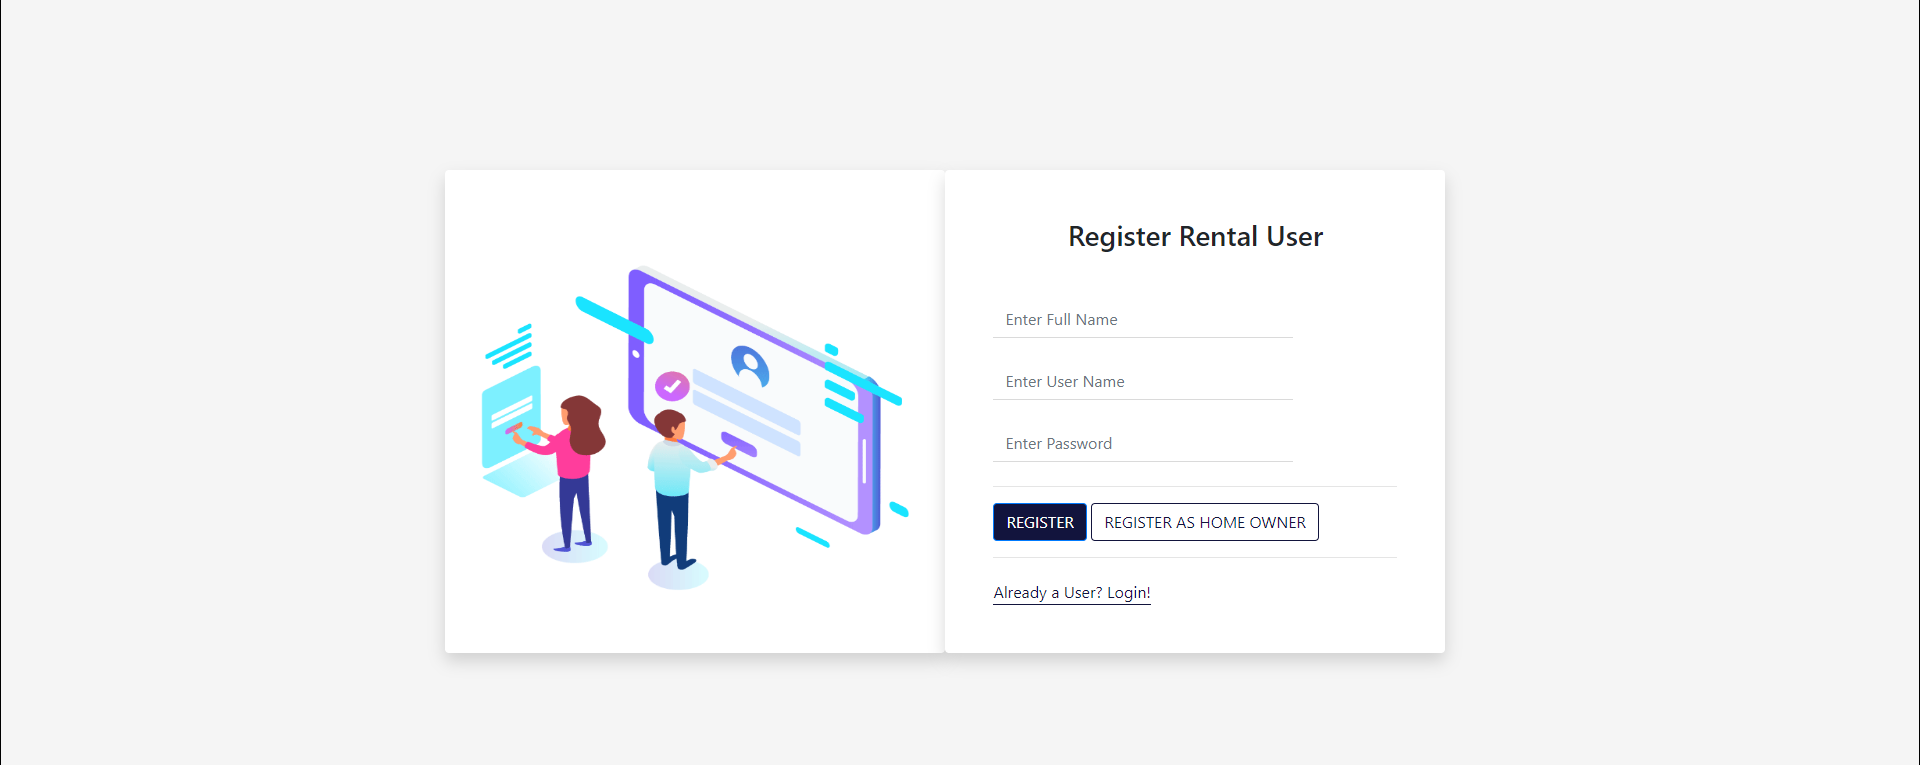 Register Rental User
Enter Full Name
Enter User Name
Enter Password
REGISTER REGISTER AS HOME OWNER
Already a User? Login!